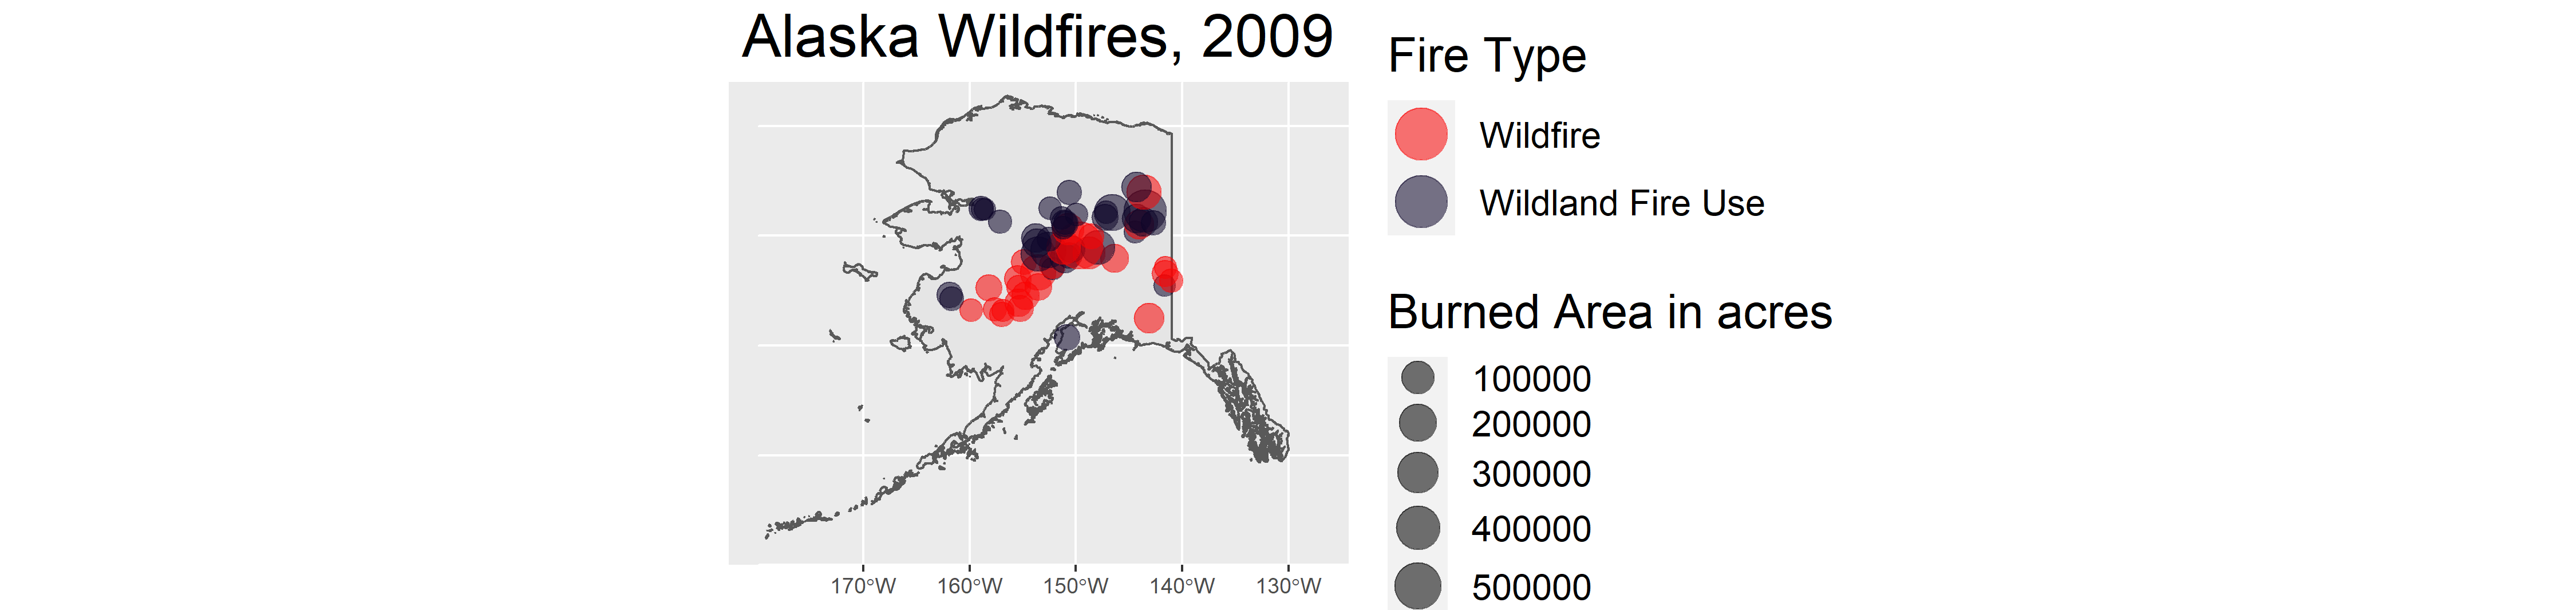 Alaska Wildfires, 2009
170°W 160°W 150°W 140°W 130°W
Fire Type
Wildfire
Wildland Fire Use
Burned Area in acres
100000
200000
300000
400000
500000